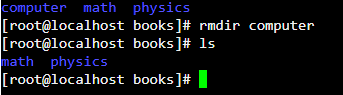 computer  math  physics
[root@localhost books]# rmdir computer
[root@localhost books]# ls
math  physics
[root@localhost books]#